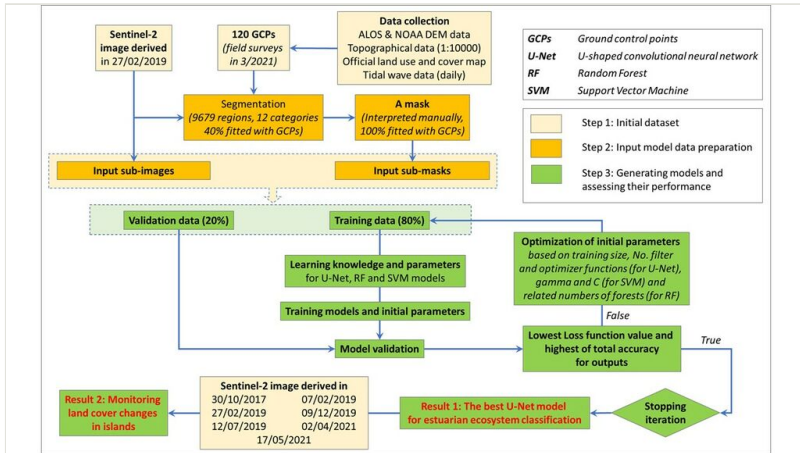 Sentinel-2
image derived
in 27/02/2019
120 GCPs
(field surveys
in 3/2021)
Data collection
ALOS & NOAA DEM data
Topographical data (1:10000)
Official land use and cover map
Tidal wave data (daily)
GCPs Ground control points
U-Net U-shaped convolutional neural network
RF Random Forest
SVM Support Vector Machine
Segmentation
(9679 regions, 12 categories
40% fitted with GCPs)
A mask
(Interpreted manually,
100% fitted with GCPs)
Step 1: Initial dataset
Step 2: Input model data preparation
Step 3: Generating models and
assessing their performance
Input sub-images
Input sub-masks
Validation data (20%)
Training data (80%)
Optimization of initial parameters
based on training size, No. filter
and optimizer functions (for U-Net),
gamma and C (for SVM) and
related numbers of forests (for RF)
Learning knowledge and parameters
for U-Net, RF and SVM models
Training models and initial parameters
False
Model validation
Lowest Loss function value and
highest of total accuracy
for outputs
True
Result 2: Monitoring
land cover changes
in islands
Sentinel-2 image derived in
30/10/2017 07/02/2019
27/02/2019 09/12/2019
12/07/2019 02/04/2021
17/05/2021
Result 1: The best U-Net model
for estuarian ecosystem classification
Stopping
iteration